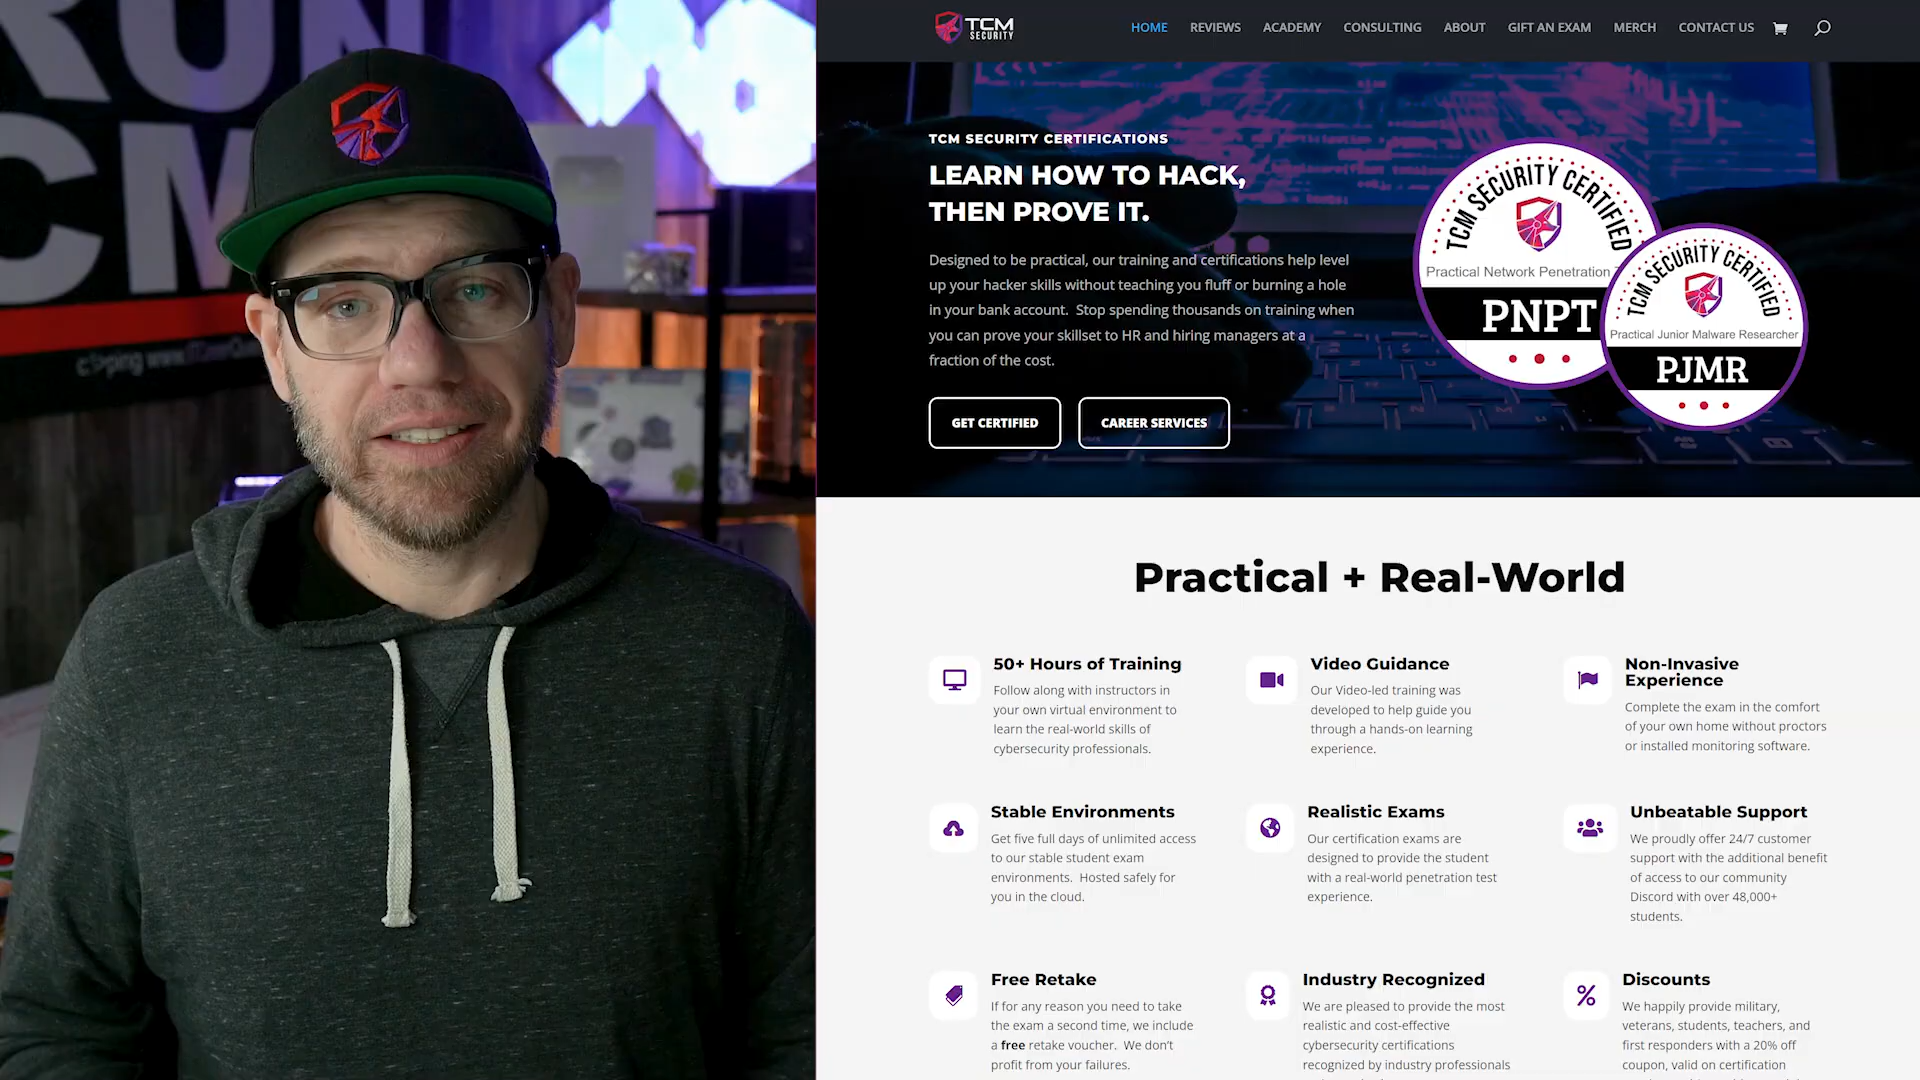 RUN
CMD
TCM
SECURITY
HOME
REVIEWS
ACADEMY
CONSULTING
ABOUT
GIFT AN EXAM
MERCH
CONTACT US
TCM SECURITY CERTIFICATIONS
LEARN HOW TO HACK,
THEN PROVE IT.
Designed to be practical, our training and certifications help level
up your hacker skills without teaching you fluff or burning a hole
in your bank account. Stop spending thousands on training when
you can prove your skillset to HR and hiring managers at a
fraction of the cost.
GET CERTIFIED
CAREER SERVICES
TCM SECURITY CERTIFIED
Practical Network Penetration
PNPT
TCM SECURITY CERTIFIED
Practical Junior Malware Researcher
PJMR
Practical + Real-World
50+ Hours of Training
Follow along with instructors in
your own virtual environment to
learn the real-world skills of
cybersecurity professionals.
Video Guidance
Our Video-led training was
developed to help guide you
through a hands-on learning
experience.
Non-Invasive
Experience
Complete the exam in the comfort
of your own home without proctors
or installed monitoring software.
Stable Environments
Get five full days of unlimited access
to our stable student exam
environments. Hosted safely for
you in the cloud.
Realistic Exams
Our certification exams are
designed to provide the student
with a real-world penetration test
experience.
Unbeatable Support
We proudly offer 24/7 customer
support with the additional benefit
of access to our community
Discord with over 48,000+
students.
Free Retake
If for any reason you need to take
the exam a second time, we include
a free retake voucher. We don't
profit from your failures.
Industry Recognized
We are pleased to provide the most
realistic and cost-effective
cybersecurity certifications
recognized by industry professionals
Discounts
We happily provide military,
veterans, students, teachers, and
first responders with a 20% off
coupon, valid on certification